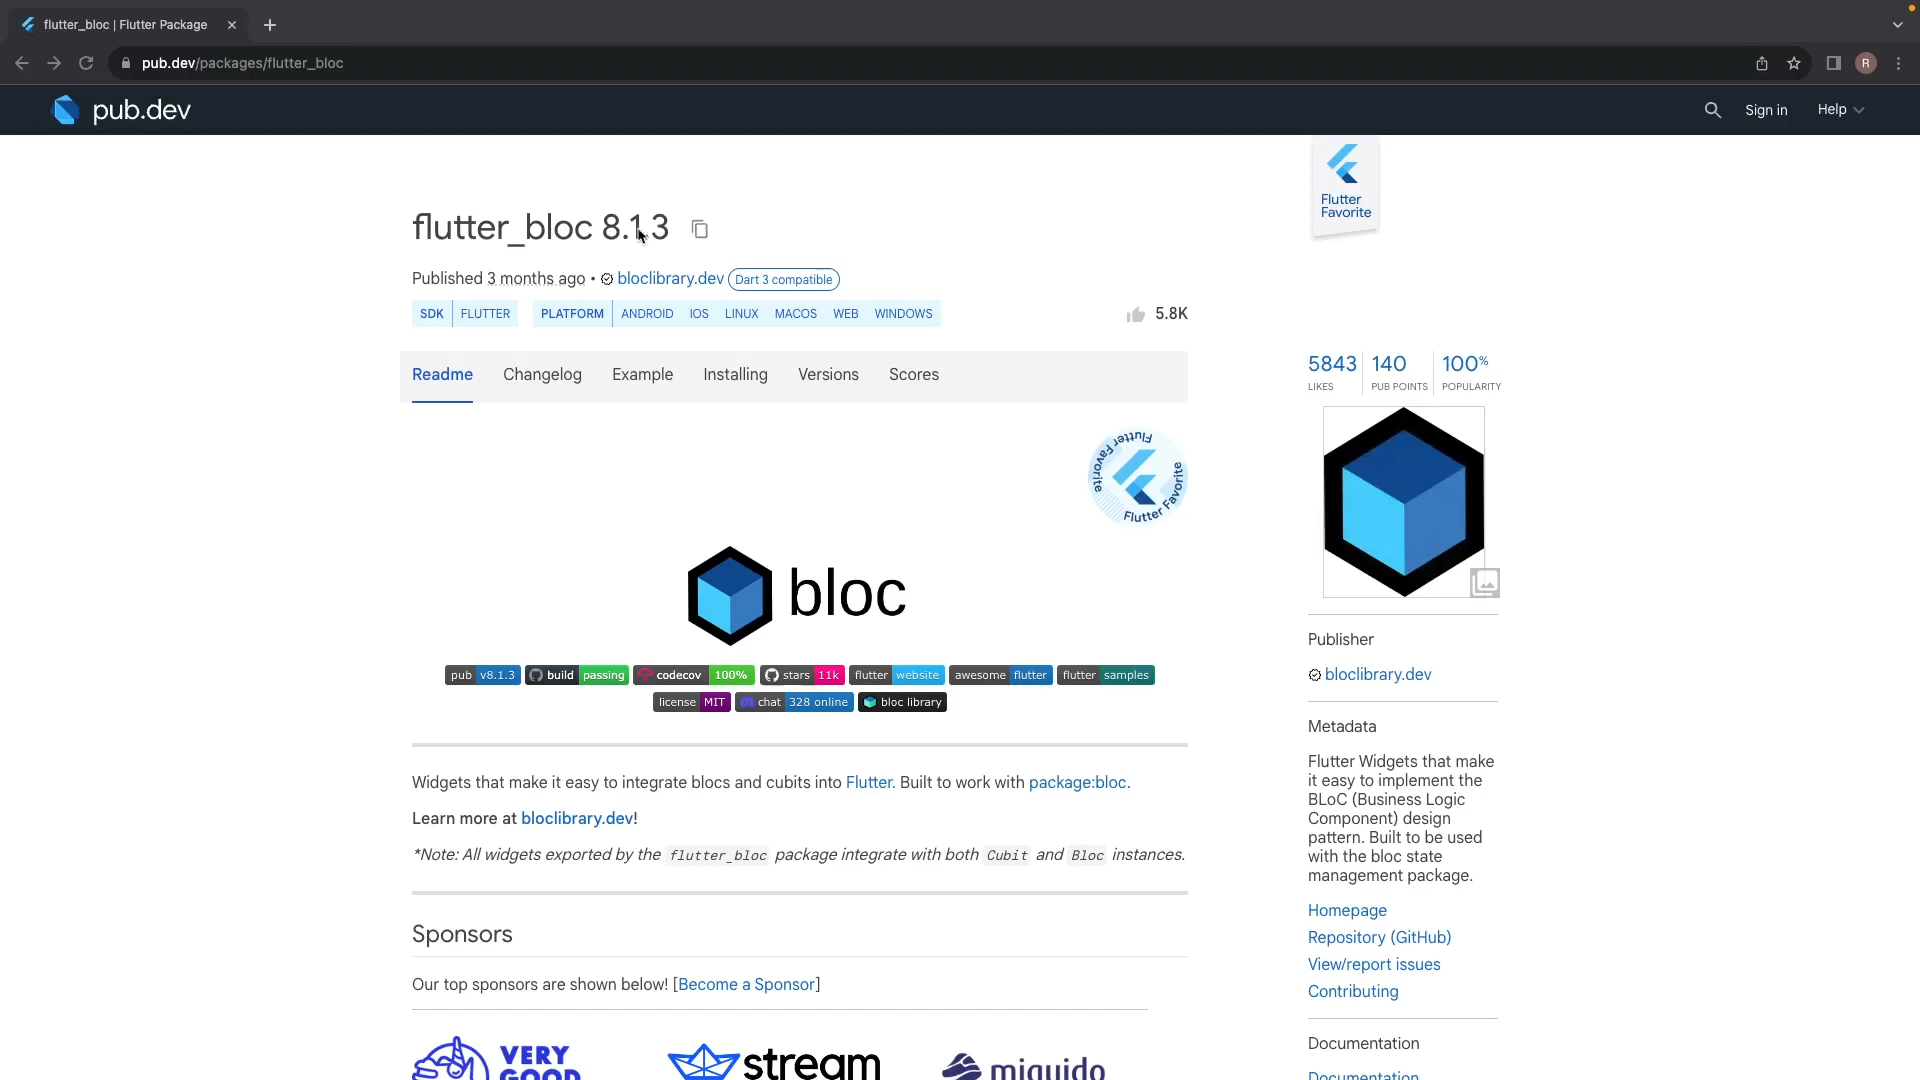 flutter_bloc | Flutter Package
pub.dev/packages/flutter_bloc
R
pub.dev
Sign in
Help
Flutter
Favorite
flutter_bloc 8.1.3
Published 3 months ago • bloclibrary.dev Dart 3 compatible
SDK FLUTTER PLATFORM ANDROID IOS LINUX MACOS WEB WINDOWS
5.8K
Readme Changelog Example Installing Versions Scores
5843 140 100%
LIKES PUB POINTS POPULARITY
Flutter Favorite Flutter Favorite
bloc
pub v8.1.3 build passing codecov 100% stars 11k flutter website awesome flutter flutter samples
license MIT chat 328 online bloc library
Widgets that make it easy to integrate blocs and cubits into Flutter. Built to work with package:bloc.
Learn more at bloclibrary.dev!
*Note: All widgets exported by the flutter_bloc package integrate with both Cubit and Bloc instances.
Sponsors
Our top sponsors are shown below! [Become a Sponsor]
VERY
GOOD
stream
miquido
Publisher
bloclibrary.dev
Metadata
Flutter Widgets that make
it easy to implement the
BLoC (Business Logic
Component) design
pattern. Built to be used
with the bloc state
management package.
Homepage
Repository (GitHub)
View/report issues
Contributing
Documentation
Documentation